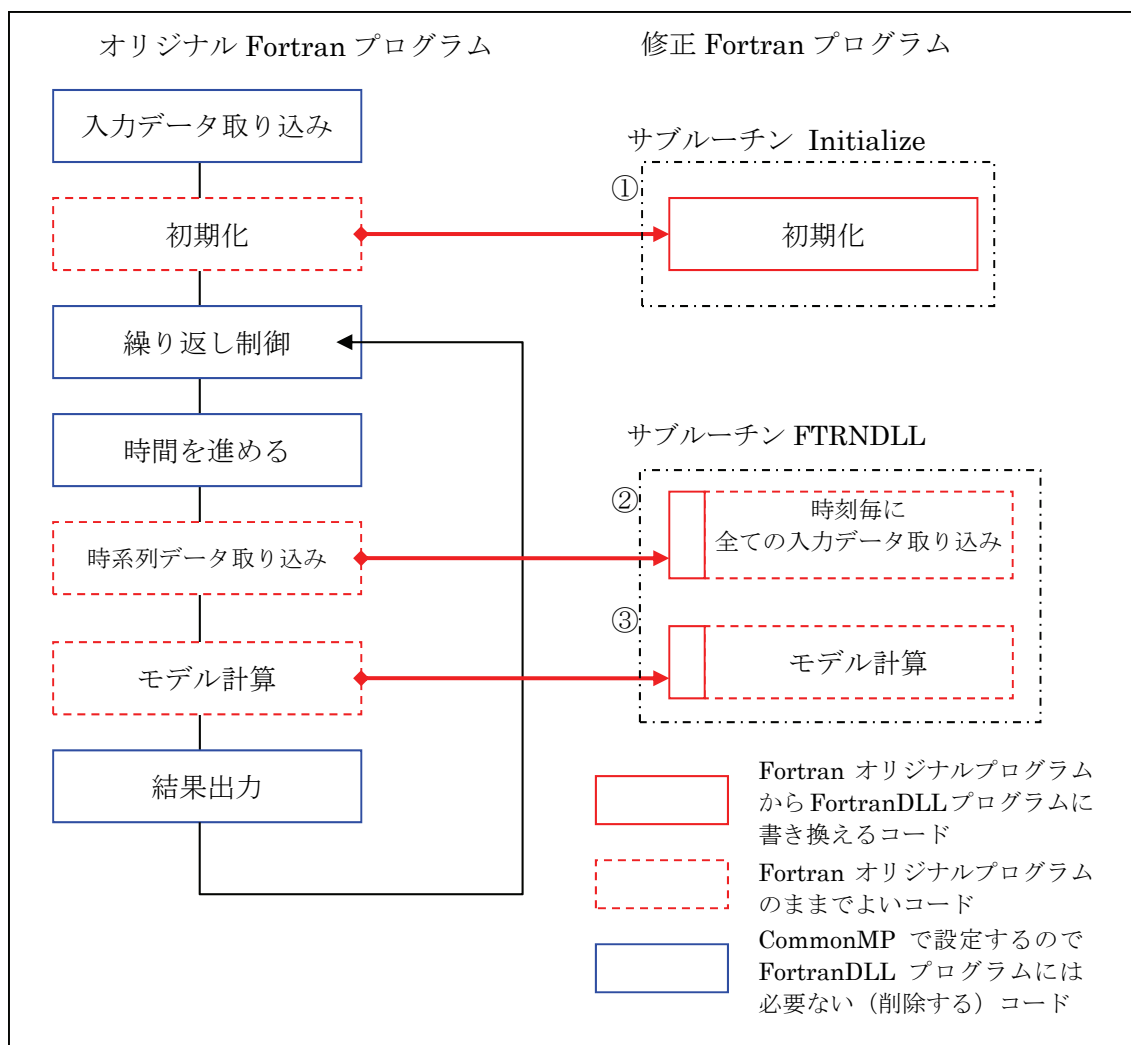 オリジナル Fortran プログラム
入力データ取り込み
初期化
繰り返し制御
時間を進める
時系列データ取り込み
モデル計算
結果出力
修正 Fortran プログラム
サブルーチン Initialize
①
初期化
サブルーチン FTRNDLL
②
時刻毎に
全ての入力データ取り込み
③
モデル計算
Fortran オリジナルプログラム
から FortranDLL プログラムに
書き換えるコード
Fortran オリジナルプログラム
のままでよいコード
CommonMP で設定するので
FortranDLL プログラムには
必要ない（削除する）コード